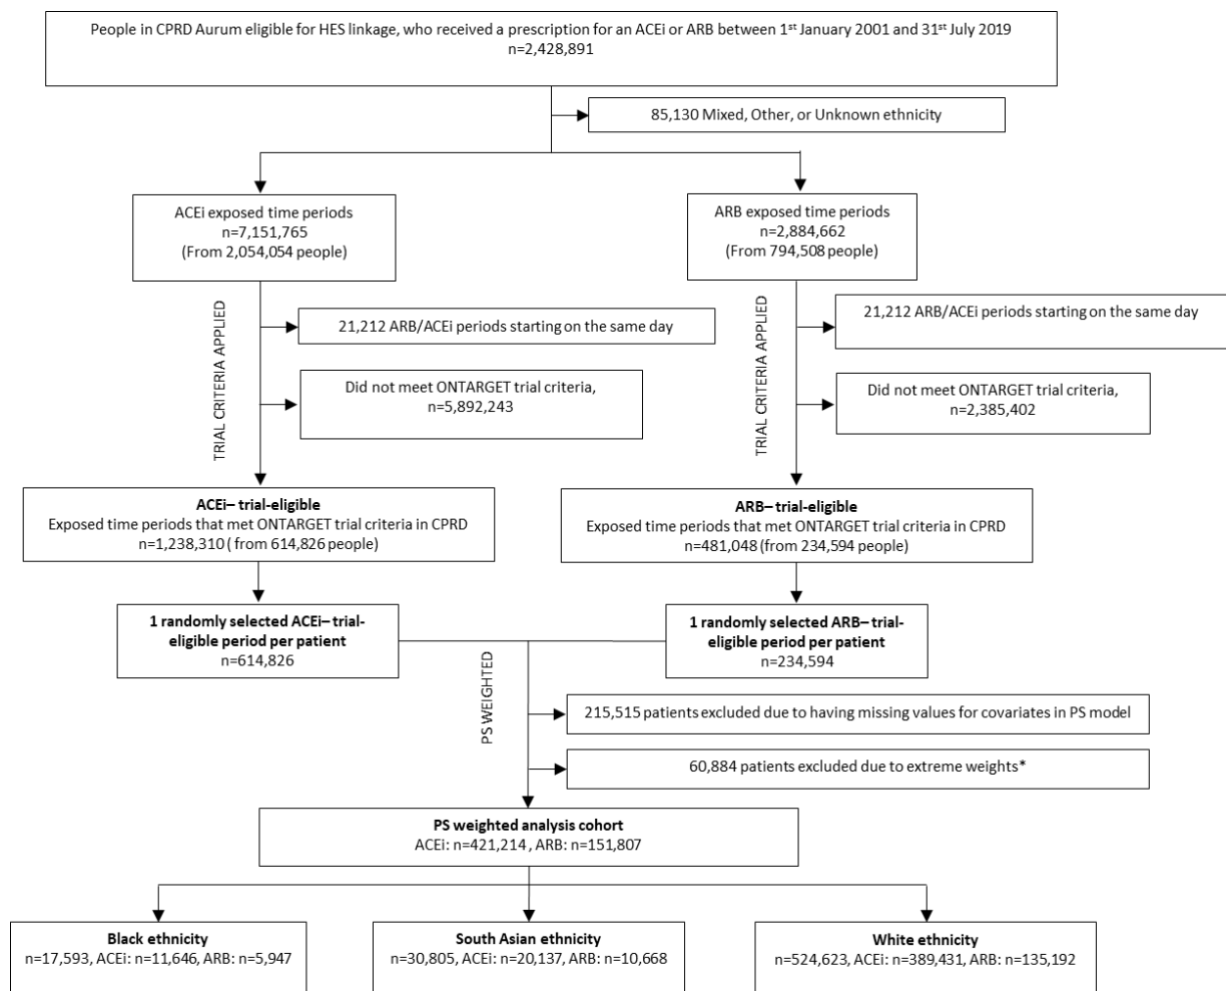 People in CPRD Aurum eligible for HES linkage, who received a prescription for an ACEi or ARB between 1st January 2001 and 31st July 2019
n=2,428,891
85,130 Mixed, Other, or Unknown ethnicity
ACEi exposed time periods
n=7,151,765
(From 2,054,054 people)
ARB exposed time periods
n=2,884,662
(From 794,508 people)
TRIAL CRITERIA APPLIED
21,212 ARB/ACEi periods starting on the same day
Did not meet ONTARGET trial criteria,
n=5,892,243
TRIAL CRITERIA APPLIED
21,212 ARB/ACEi periods starting on the same day
Did not meet ONTARGET trial criteria,
n=2,385,402
ACEi– trial-eligible
Exposed time periods that met ONTARGET trial criteria in CPRD
n=1,238,310 ( from 614,826 people)
ARB– trial-eligible
Exposed time periods that met ONTARGET trial criteria in CPRD
n=481,048 (from 234,594 people)
1 randomly selected ACEi– trial-
eligible period per patient
n=614,826
1 randomly selected ARB– trial-
eligible period per patient
n=234,594
PS WEIGHTED
215,515 patients excluded due to having missing values for covariates in PS model
60,884 patients excluded due to extreme weights*
PS weighted analysis cohort
ACEi: n=421,214 , ARB: n=151,807
Black ethnicity
n=17,593, ACEi: n=11,646, ARB: n=5,947
South Asian ethnicity
n=30,805, ACEi: n=20,137, ARB: n=10,668
White ethnicity
n=524,623, ACEi: n=389,431, ARB: n=135,192